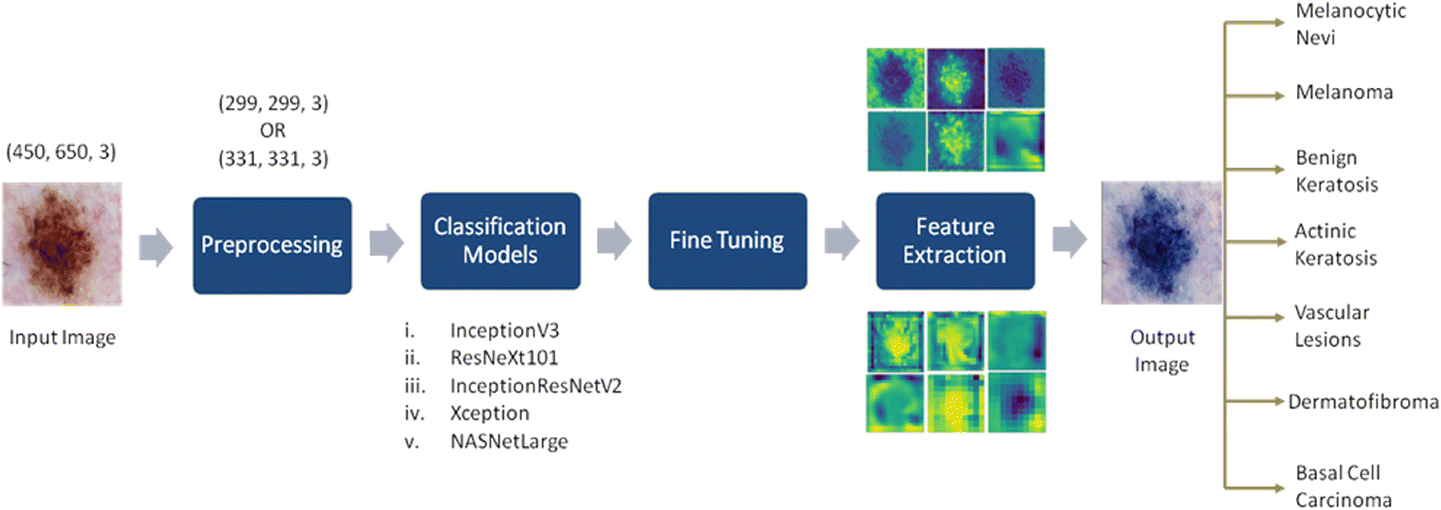 (450, 650, 3)
Input Image
(299, 299, 3)
OR
(331, 331, 3)
Preprocessing
Classification
Models
i. InceptionV3
ii. ResNeXt101
iii. InceptionResNetV2
iv. Xception
v. NASNetLarge
Fine Tuning
Feature
Extraction
Output
Image
Melanocytic
Nevi
Melanoma
Benign
Keratosis
Actinic
Keratosis
Vascular
Lesions
Dermatofibroma
Basal Cell
Carcinoma